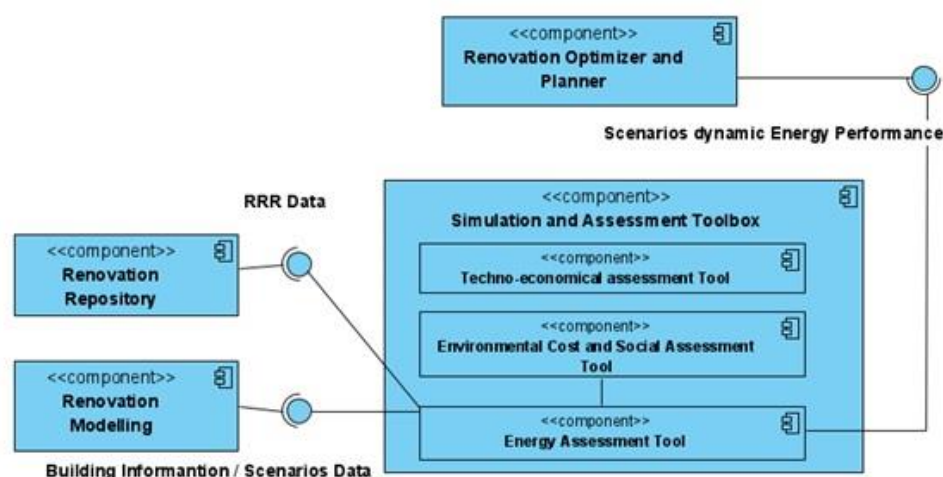 <<component>>
Renovation Optimizer and
Planner
Scenarios dynamic Energy Performance
<<component>>
Simulation and Assessment Toolbox
RRR Data
<<component>>
Renovation
Repository
<<component>>
Techno-economical assessment Tool
<<component>>
Environmental Cost and Social Assessment
Tool
<<component>>
Renovation
Modelling
<<component>>
Energy Assessment Tool
Building Informantion / Scenarios Data